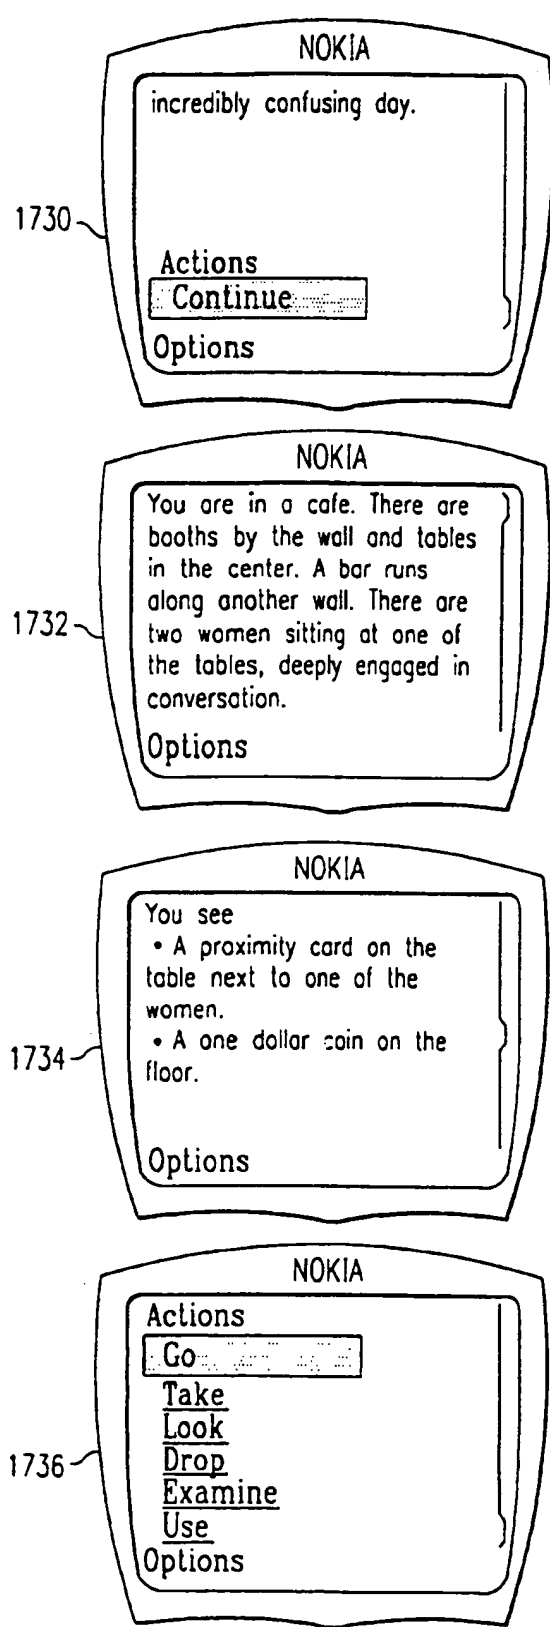 NOKIA
incredibly confusing day.
1730
Actions
Continue
Options
NOKIA
You are in a cafe. There are
booths by the wall and tables
in the center. A bar runs
along another wall. There are
two women sitting at one of
the tables, deeply engaged in
conversation.
1732
Options
NOKIA
You see
• A proximity card on the
table next to one of the
women.
• A one dollar coin on the
floor.
1734
Options
NOKIA
Actions
Go
Take
Look
Drop
Examine
Use
1736
Options